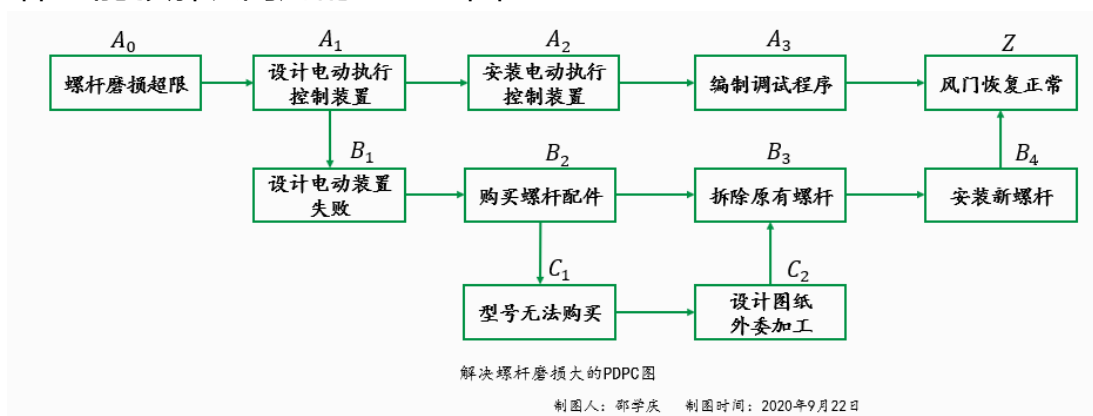 A₀
A₁
A₂
A₃
Z
螺杆磨损超限
设计电动执行
控制装置
安装电动执行
控制装置
编制调试程序
风门恢复正常
B₁
B₂
B₃
B₄
设计电动装置
失败
购买螺杆配件
拆除原有螺杆
安装新螺杆
C₁
C₂
型号无法购买
设计图纸
外委加工
解决螺杆磨损大的PDPC图
制图人：邵学庆 制图时间：2020年9月22日